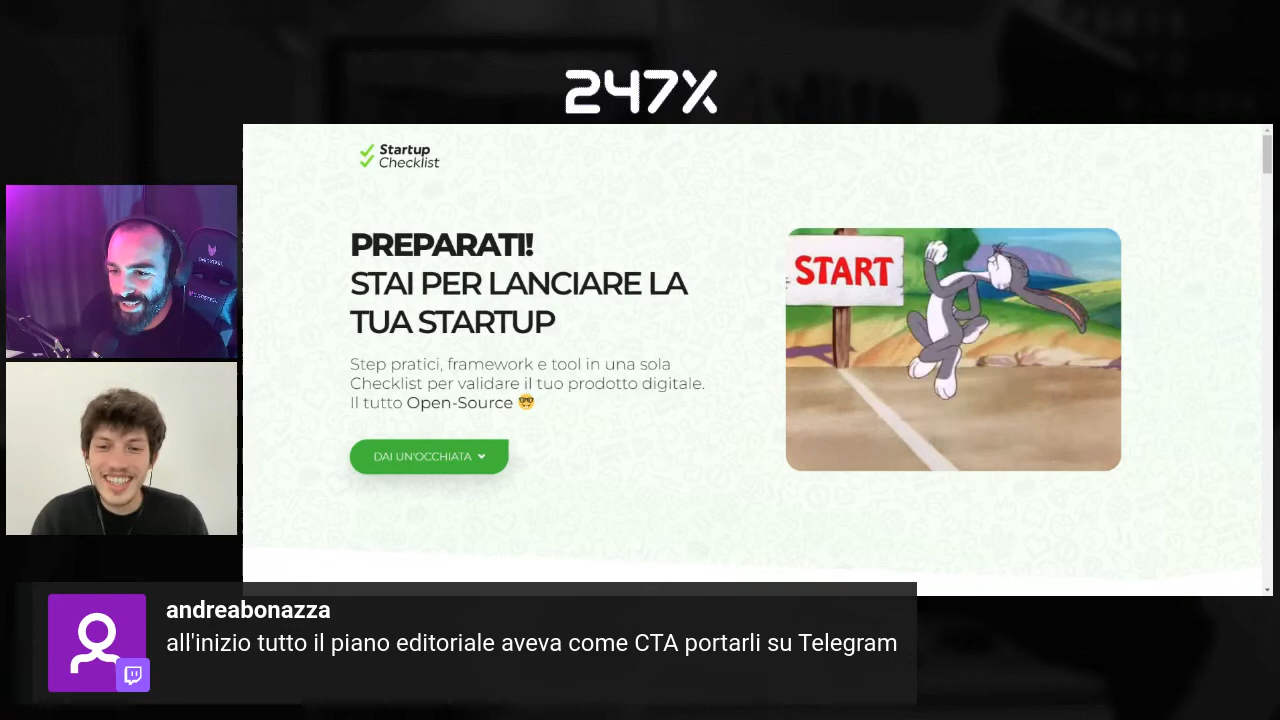 247X
Startup
Checklist
PREPARATI!
STAI PER LANCIARE LA
TUA STARTUP
Step pratici, framework e tool in una sola
Checklist per validare il tuo prodotto digitale.
Il tutto Open-Source 🤓
DAI UN'OCCHIATA
START
andreabonazza
all'inizio tutto il piano editoriale aveva come CTA portarli su Telegram